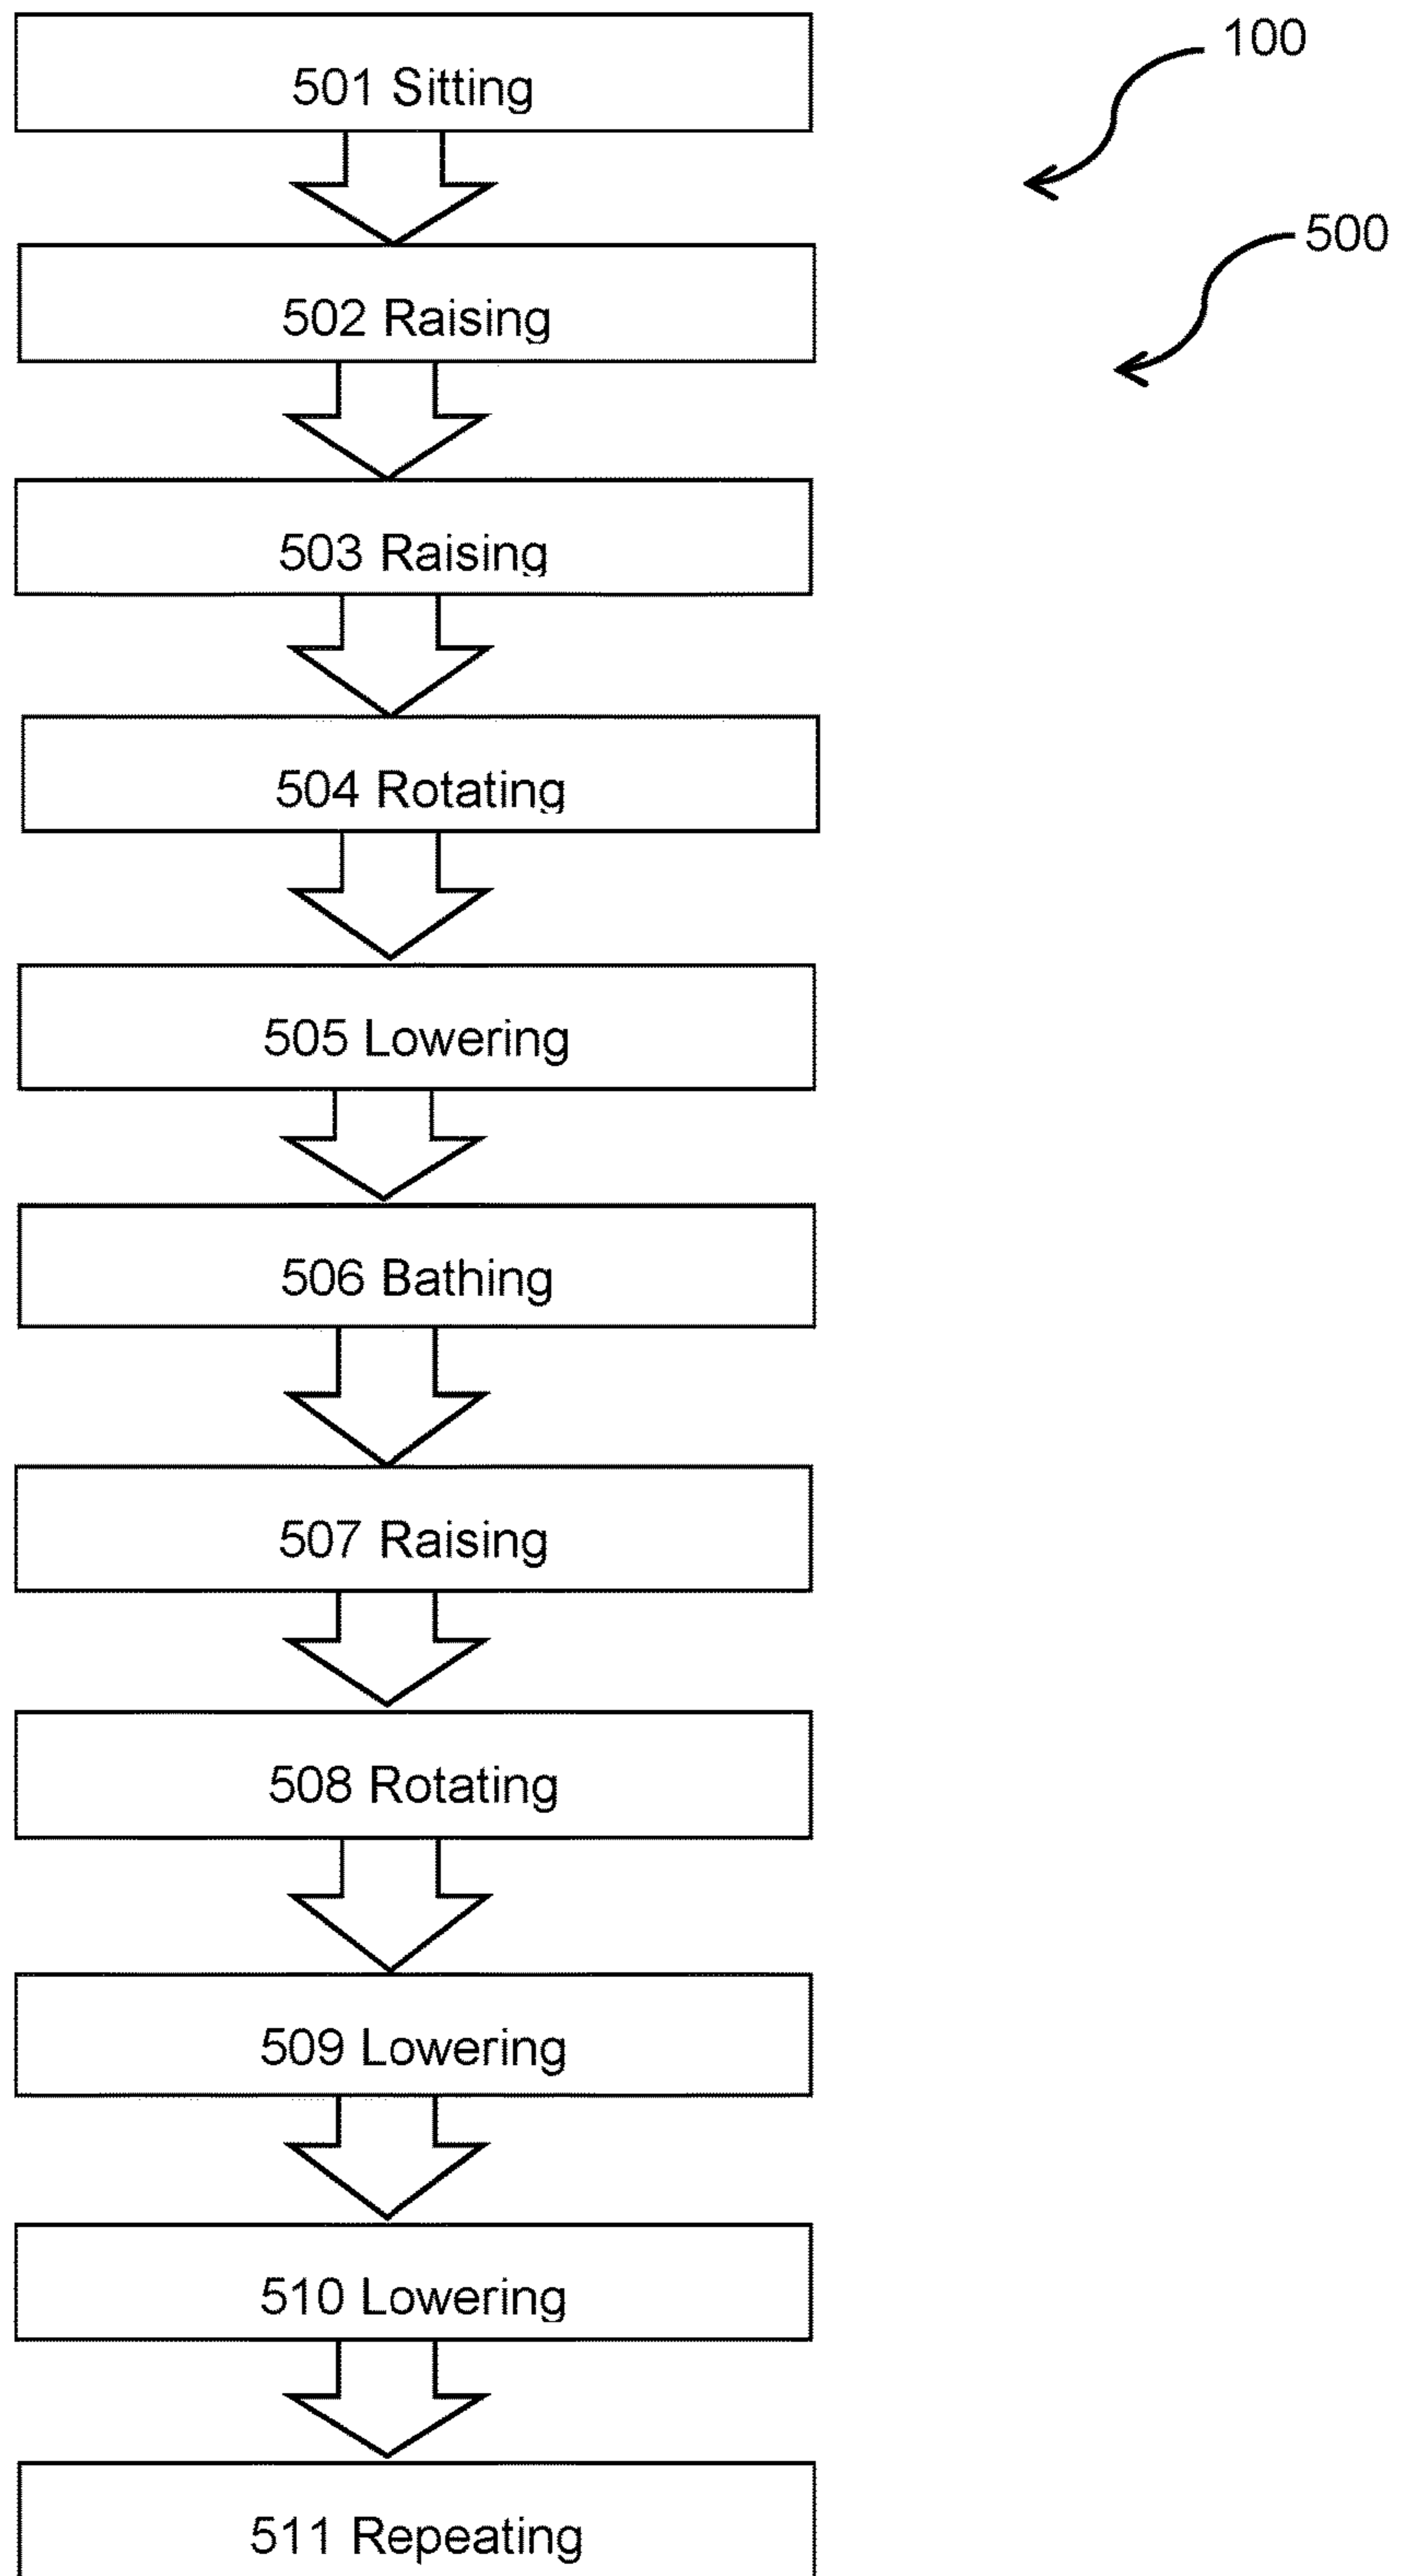 501 Sitting
100
500
502 Raising
503 Raising
504 Rotating
505 Lowering
506 Bathing
507 Raising
508 Rotating
509 Lowering
510 Lowering
511 Repeating